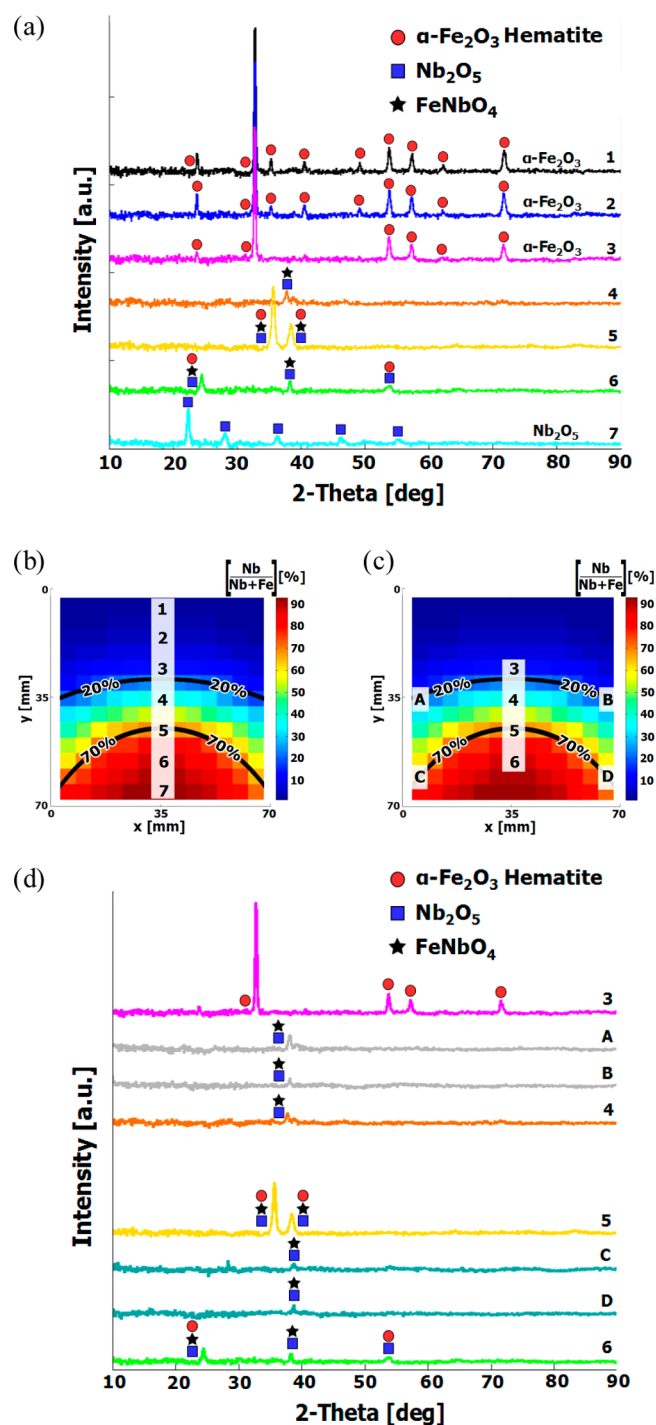 (a)
α-Fe₂O₃ Hematite
Nb₂O₅
FeNbO₄
α-Fe₂O₃ 1
α-Fe₂O₃ 2
α-Fe₂O₃ 3
4
5
6
Nb₂O₅ 7
Intensity [a.u.]
10 20 30 40 50 60 70 80 90
2-Theta [deg]
(b)
[Nb/Nb+Fe] [%]
0
35
70
y [mm]
1
2
3
20% 20%
4
5
70% 70%
6
7
0 35 70
x [mm]
90
80
70
60
50
40
30
20
10
(c)
[Nb/Nb+Fe] [%]
0
35
70
y [mm]
3
20%
A 4 B
5
70% 70%
C 6 D
0 35 70
x [mm]
90
80
70
60
50
40
30
20
10
(d)
α-Fe₂O₃ Hematite
Nb₂O₅
FeNbO₄
3
A
B
4
5
C
D
6
Intensity [a.u.]
10 20 30 40 50 60 70 80 90
2-Theta [deg]